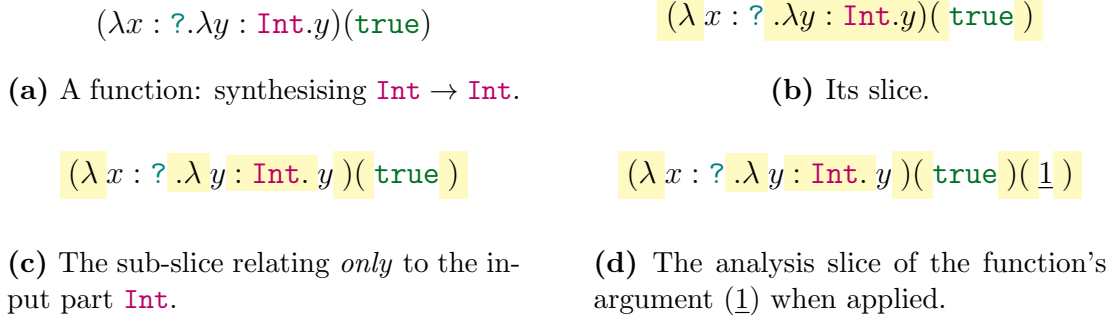 (λx : ?.λy : Int.y)(true)
(λ x : ? .λy : Int.y)( true )
(a) A function: synthesising Int → Int.
(b) Its slice.
(λ x : ? .λ y : Int. y )( true )
(λ x : ? .λ y : Int. y )( true )( 1 )
(c) The sub-slice relating only to the in-
put part Int.
(d) The analysis slice of the function's
argument (1) when applied.